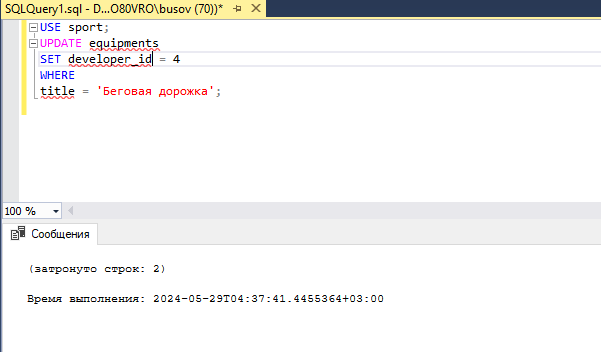 SQLQuery1.sql - D...O80VRO\busov (70))*
USE sport;
UPDATE equipments
SET developer_id = 4
WHERE
title = 'Беговая дорожка';
100 %
Сообщения
(затронуто строк: 2)
Время выполнения: 2024-05-29T04:37:41.4455364+03:00